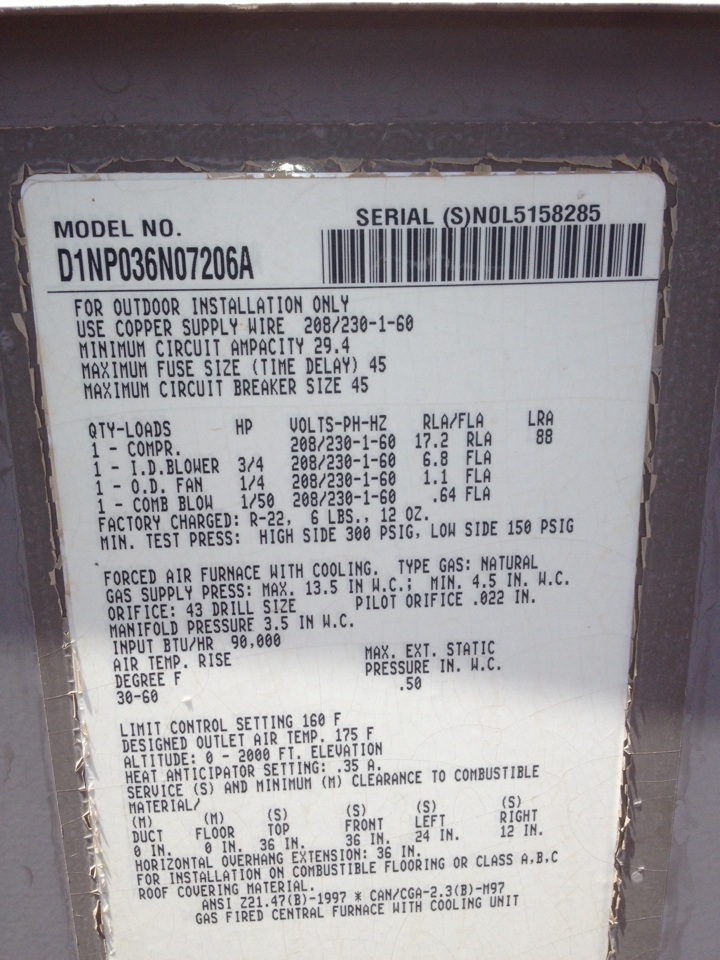 MODEL NO.
D1NP036N07206A
SERIAL (S)N0L5158285
FOR OUTDOOR INSTALLATION ONLY
USE COPPER SUPPLY WIRE 208/230-1-60
MINIMUM CIRCUIT AMPACITY 29.4
MAXIMUM FUSE SIZE (TIME DELAY) 45
MAXIMUM CIRCUIT BREAKER SIZE 45
QTY-LOADS HP VOLTS-PH-HZ RLA/FLA LRA
1 - COMPR. 208/230-1-60 17.2 RLA 88
1 - I.D.BLOWER 3/4 208/230-1-60 6.8 FLA
1 - O.D. FAN 1/4 208/230-1-60 1.1 FLA
1 - COMB BLOW 1/50 208/230-1-60 .64 FLA
FACTORY CHARGED: R-22, 6 LBS., 12 OZ.
MIN. TEST PRESS: HIGH SIDE 300 PSIG, LOW SIDE 150 PSIG
FORCED AIR FURNACE WITH COOLING. TYPE GAS: NATURAL
GAS SUPPLY PRESS: MAX. 13.5 IN W.C.; MIN. 4.5 IN. W.C.
ORIFICE: 43 DRILL SIZE PILOT ORIFICE .022 IN.
MANIFOLD PRESSURE 3.5 IN W.C.
INPUT BTU/HR 90,000
AIR TEMP. RISE MAX. EXT. STATIC
DEGREE F PRESSURE IN. W.C.
30-60 .50
LIMIT CONTROL SETTING 160 F
DESIGNED OUTLET AIR TEMP. 175 F
ALTITUDE: 0 - 2000 FT. ELEVATION
HEAT ANTICIPATOR SETTING: .35 A.
SERVICE (S) AND MINIMUM (M) CLEARANCE TO COMBUSTIBLE
MATERIAL/
(M) (M) (S) (S) (S) (S)
DUCT FLOOR TOP FRONT LEFT RIGHT
0 IN. 0 IN. 36 IN. 36 IN. 24 IN. 12 IN.
HORIZONTAL OVERHANG EXTENSION: 36 IN.
FOR INSTALLATION ON COMBUSTIBLE FLOORING OR CLASS A,B,C
ROOF COVERING MATERIAL.
ANSI Z21.47(B)-1997 * CAN/CGA-2.3(B)-M97
GAS FIRED CENTRAL FURNACE WITH COOLING UNIT